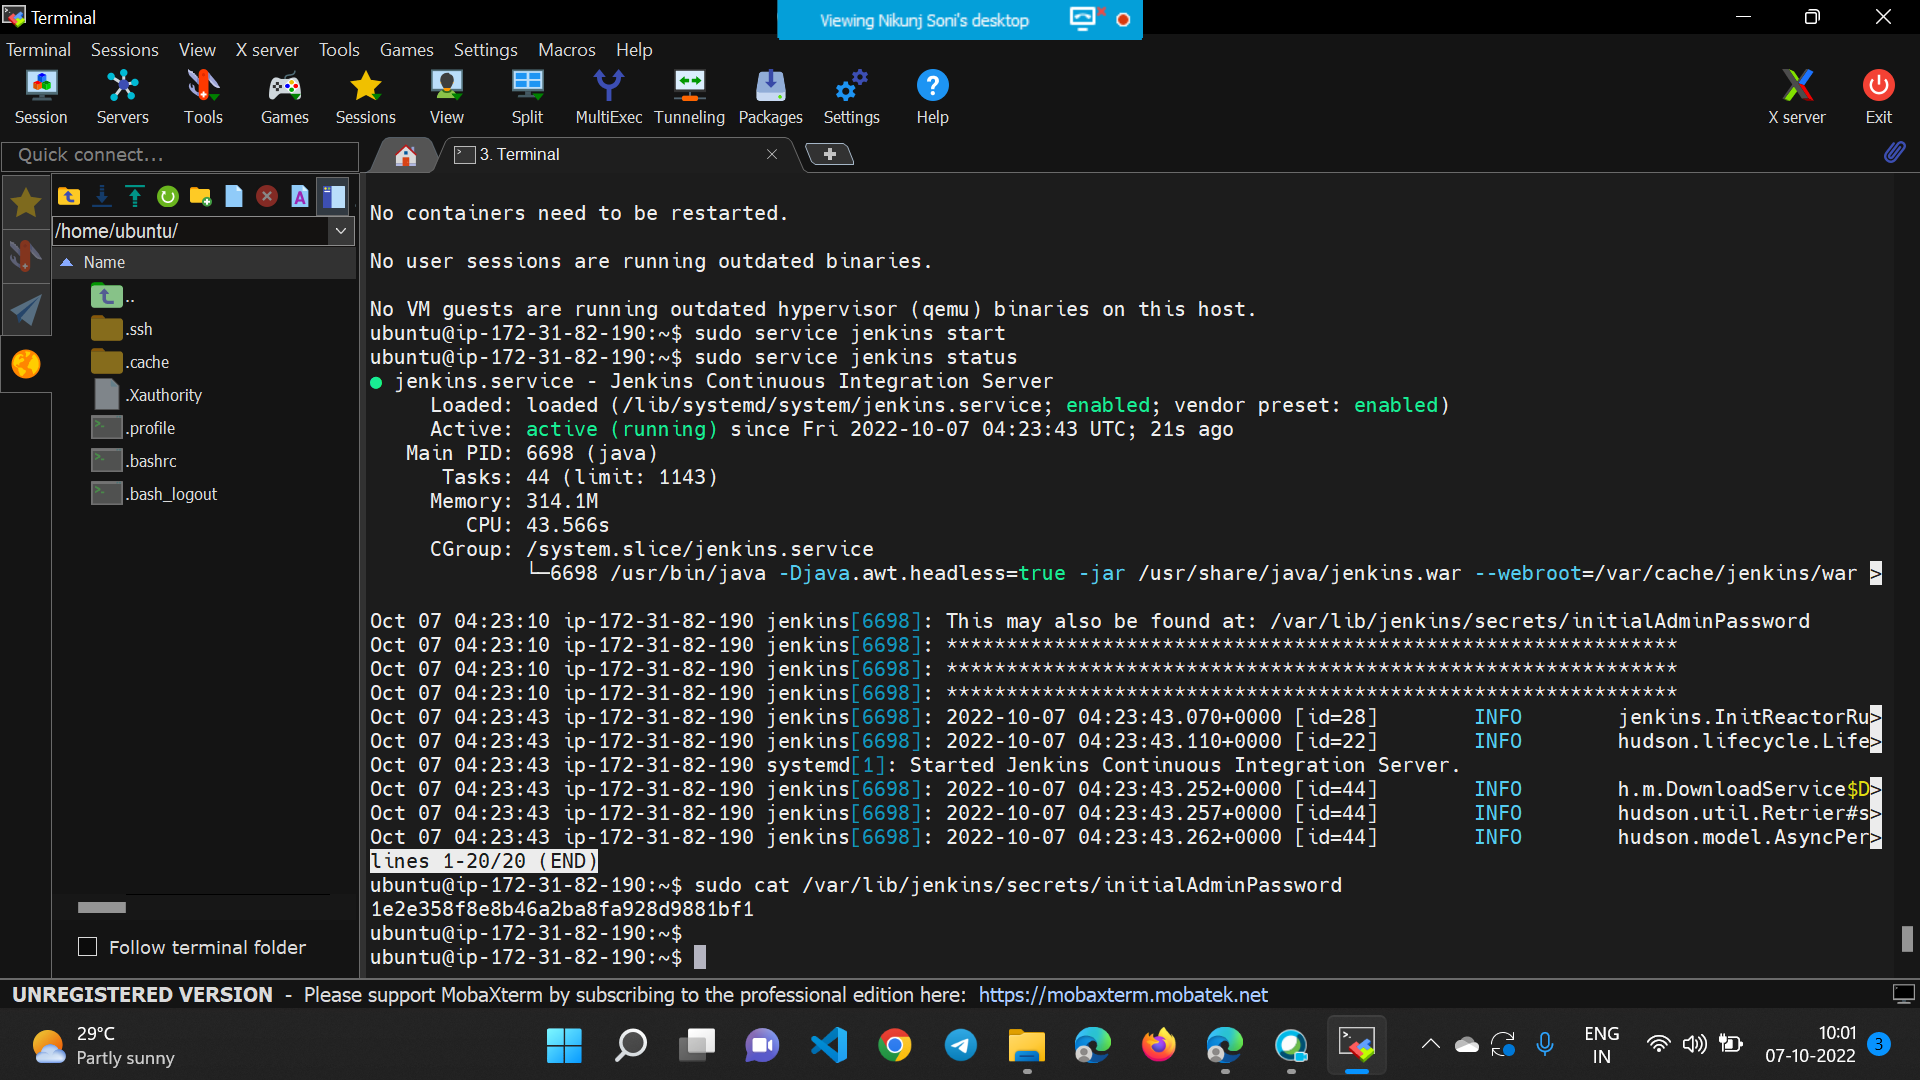 Terminal
Viewing Nikunj Soni's desktop
Terminal Sessions View X server Tools Games Settings Macros Help
Session Servers Tools Games Sessions View Split MultiExec Tunneling Packages Settings Help X server Exit
Quick connect...
3. Terminal
/home/ubuntu/
Name
..
.ssh
.cache
.Xauthority
.profile
.bashrc
.bash_logout
Follow terminal folder
No containers need to be restarted.
No user sessions are running outdated binaries.
No VM guests are running outdated hypervisor (qemu) binaries on this host.
ubuntu@ip-172-31-82-190:~$ sudo service jenkins start
ubuntu@ip-172-31-82-190:~$ sudo service jenkins status
● jenkins.service - Jenkins Continuous Integration Server
Loaded: loaded (/lib/systemd/system/jenkins.service; enabled; vendor preset: enabled)
Active: active (running) since Fri 2022-10-07 04:23:43 UTC; 21s ago
Main PID: 6698 (java)
Tasks: 44 (limit: 1143)
Memory: 314.1M
CPU: 43.566s
CGroup: /system.slice/jenkins.service
└─6698 /usr/bin/java -Djava.awt.headless=true -jar /usr/share/java/jenkins.war --webroot=/var/cache/jenkins/war >
Oct 07 04:23:10 ip-172-31-82-190 jenkins[6698]: This may also be found at: /var/lib/jenkins/secrets/initialAdminPassword
Oct 07 04:23:10 ip-172-31-82-190 jenkins[6698]: *************************************************************
Oct 07 04:23:10 ip-172-31-82-190 jenkins[6698]: *************************************************************
Oct 07 04:23:10 ip-172-31-82-190 jenkins[6698]: *************************************************************
Oct 07 04:23:43 ip-172-31-82-190 jenkins[6698]: 2022-10-07 04:23:43.070+0000 [id=28] INFO jenkins.InitReactorRu>
Oct 07 04:23:43 ip-172-31-82-190 jenkins[6698]: 2022-10-07 04:23:43.110+0000 [id=22] INFO hudson.lifecycle.Life>
Oct 07 04:23:43 ip-172-31-82-190 systemd[1]: Started Jenkins Continuous Integration Server.
Oct 07 04:23:43 ip-172-31-82-190 jenkins[6698]: 2022-10-07 04:23:43.252+0000 [id=44] INFO h.m.DownloadService$D>
Oct 07 04:23:43 ip-172-31-82-190 jenkins[6698]: 2022-10-07 04:23:43.257+0000 [id=44] INFO hudson.util.Retrier#s>
Oct 07 04:23:43 ip-172-31-82-190 jenkins[6698]: 2022-10-07 04:23:43.262+0000 [id=44] INFO hudson.model.AsyncPer>
lines 1-20/20 (END)
ubuntu@ip-172-31-82-190:~$ sudo cat /var/lib/jenkins/secrets/initialAdminPassword
1e2e358f8e8b46a2ba8fa928d9881bf1
ubuntu@ip-172-31-82-190:~$
ubuntu@ip-172-31-82-190:~$
UNREGISTERED VERSION - Please support MobaXterm by subscribing to the professional edition here: https://mobaxterm.mobatek.net
29°C
Partly sunny
ENG
IN
10:01
07-10-2022
3